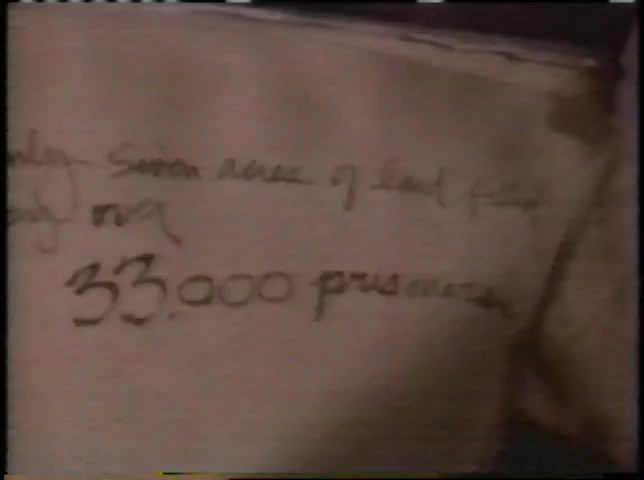 seven acres of land
over
33.000 prisoners